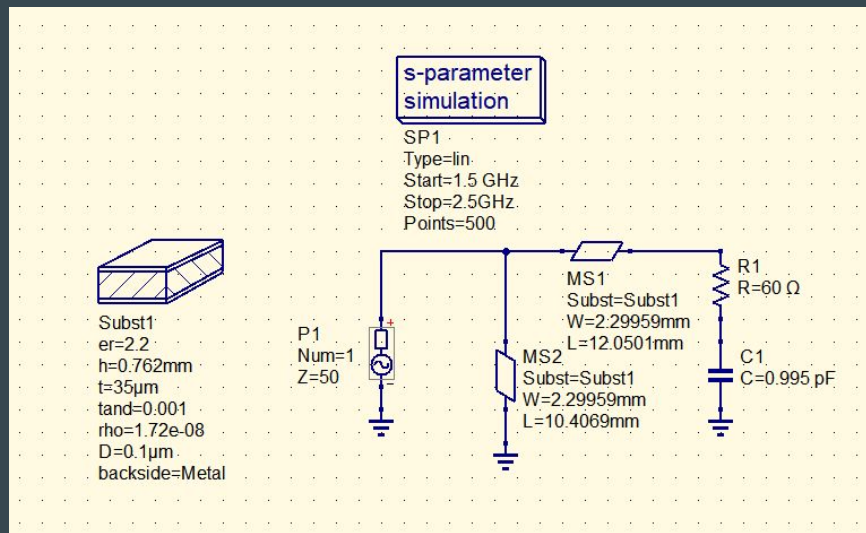 s-parameter
simulation
SP1
Type=lin
Start=1.5 GHz
Stop=2.5GHz
Points=500
Subst1
er=2.2
h=0.762mm
t=35µm
tand=0.001
rho=1.72e-08
D=0.1µm
backside=Metal
P1
Num=1
Z=50
+
-
MS1
Subst=Subst1
W=2.29959mm
L=12.0501mm
MS2
Subst=Subst1
W=2.29959mm
L=10.4069mm
R1
R=60 Ω
C1
C=0.995 pF